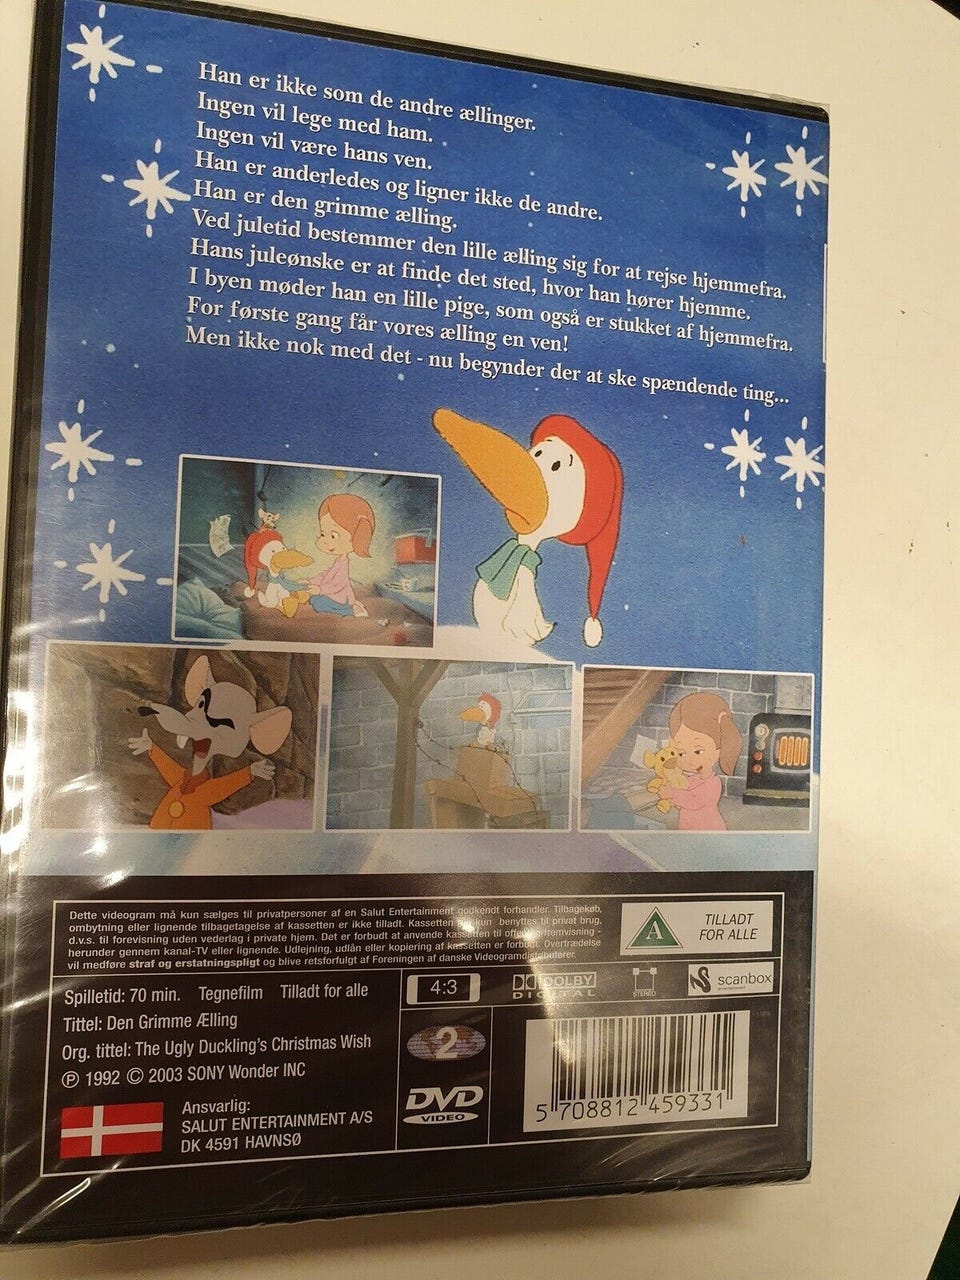 Han er ikke som de andre ællinger.
Ingen vil lege med ham.
Ingen vil være hans ven.
Han er anderledes og ligner ikke de andre.
Han er den grimme ælling.
Ved juletid bestemmer den lille ælling sig for at rejse hjemmefra.
Hans juleønske er at finde det sted, hvor han hører hjemme.
I byen møder han en lille pige, som også er stukket af hjemmefra.
For første gang får vores ælling en ven!
Men ikke nok med det - nu begynder der at ske spændende ting...
Dette videogram må kun sælges til privatpersoner af en Salut Entertainment godkendt forhandler. Tilbagekøb,
ombytning eller lignende tilbagetagelse af kassetten er ikke tilladt. Kassetten kun benyttes til privat brug,
d.v.s. til forevisning uden vederlag i private hjem. Det er forbudt at anvende kassetten til offentlig fremvisning -
herunder gennem kanal-TV eller lignende. Udlejning, udlån eller kopiering af kassetten er forbudt. Overtrædelse
vil medføre straf og erstatningspligt og blive retsforfulgt af Foreningen af danske Videogramdistributerer.
A
TILLADT
FOR ALLE
Spilletid: 70 min. Tegnefilm Tilladt for alle
Tittel: Den Grimme Ælling
Org. tittel: The Ugly Duckling's Christmas Wish
Ⓟ 1992 © 2003 SONY Wonder INC
Ansvarlig:
SALUT ENTERTAINMENT A/S
DK 4591 HAVNSØ
4:3
DOLBY
DIGITAL
STEREO
scanbox
entertainment
2
DVD
VIDEO
5 708812 459331